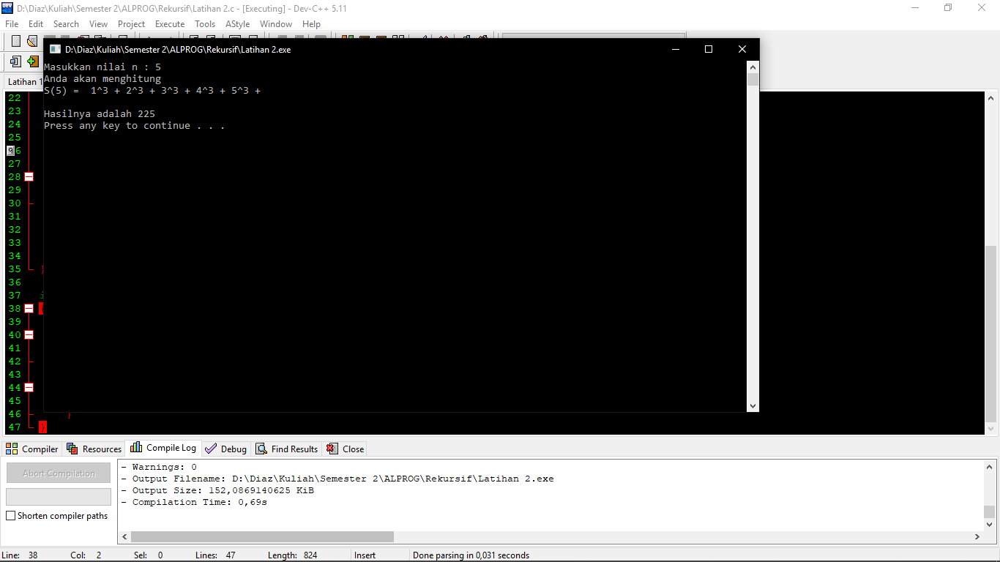 D:\Diaz\Kuliah\Semester 2\ALPROG\Rekursif\Latihan 2.c - [Executing] - Dev-C++ 5.11
File Edit Search View Project Execute Tools AStyle Window Help
D:\Diaz\Kuliah\Semester 2\ALPROG\Rekursif\Latihan 2.exe
Masukkan nilai n : 5
Anda akan menghitung
S(5) =  1^3 + 2^3 + 3^3 + 4^3 + 5^3 +
Hasilnya adalah 225
Press any key to continue . . .
Latihan 1
22
23
24
25
6
27
28
29
30
31
32
33
34
35 }
36
37 i
38 {
39
40
41
42
43
44
45
46 }
47 }
Compiler Resources Compile Log Debug Find Results Close
Abort Compilation
Shorten compiler paths
- Warnings: 0
- Output Filename: D:\Diaz\Kuliah\Semester 2\ALPROG\Rekursif\Latihan 2.exe
- Output Size: 152,0869140625 KiB
- Compilation Time: 0,69s
Line: 38 Col: 2 Sel: 0 Lines: 47 Length: 824 Insert Done parsing in 0,031 seconds